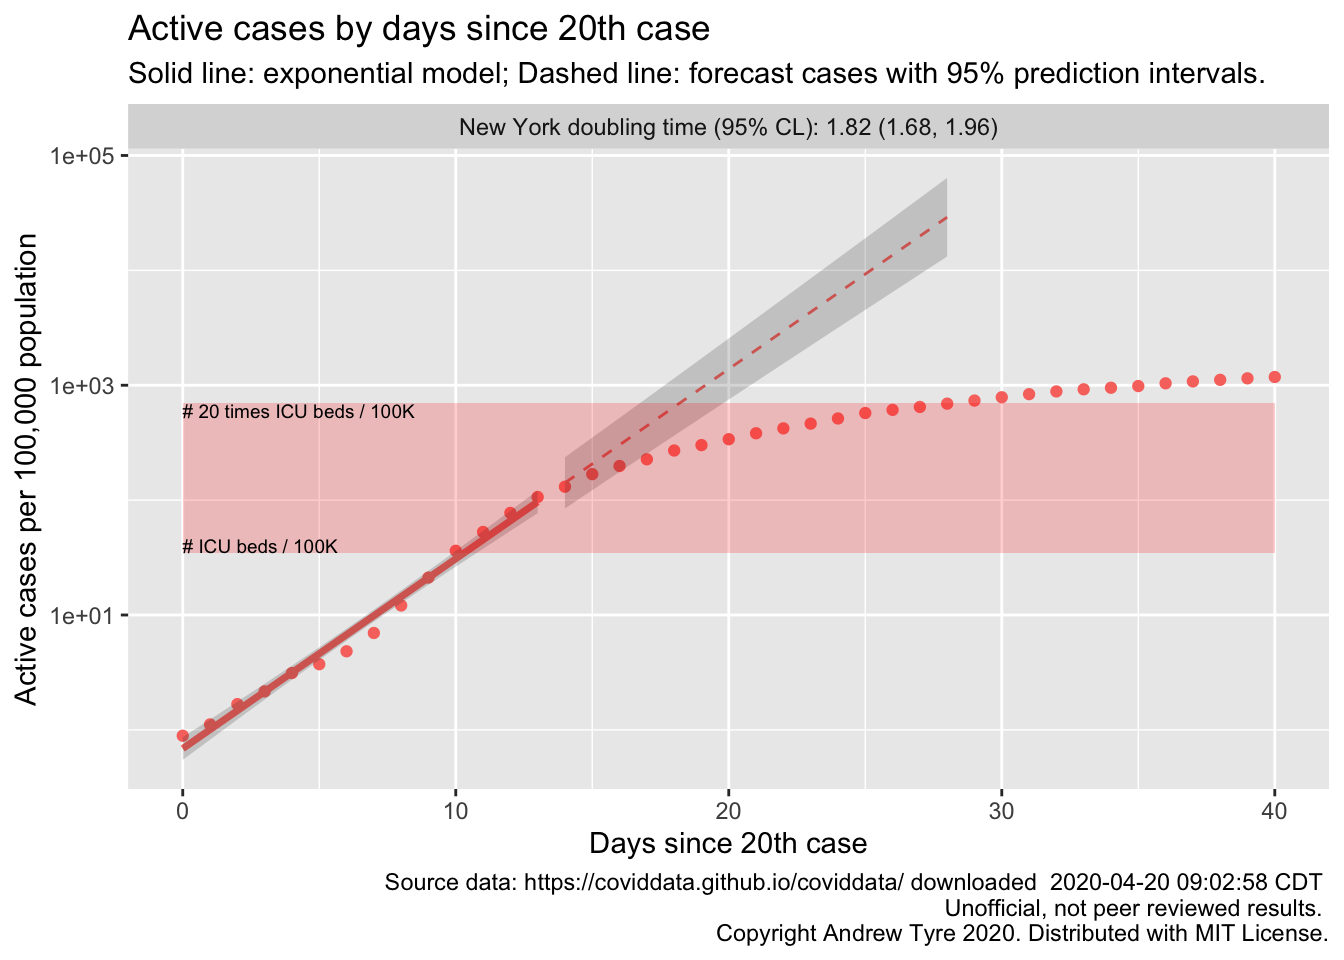 Active cases by days since 20th case
Solid line: exponential model; Dashed line: forecast cases with 95% prediction intervals.
New York doubling time (95% CL): 1.82 (1.68, 1.96)
Active cases per 100,000 population
1e+05
1e+03
1e+01
# 20 times ICU beds / 100K
# ICU beds / 100K
0 10 20 30 40
Days since 20th case
Source data: https://coviddata.github.io/coviddata/ downloaded  2020-04-20 09:02:58 CDT
Unofficial, not peer reviewed results.
Copyright Andrew Tyre 2020. Distributed with MIT License.